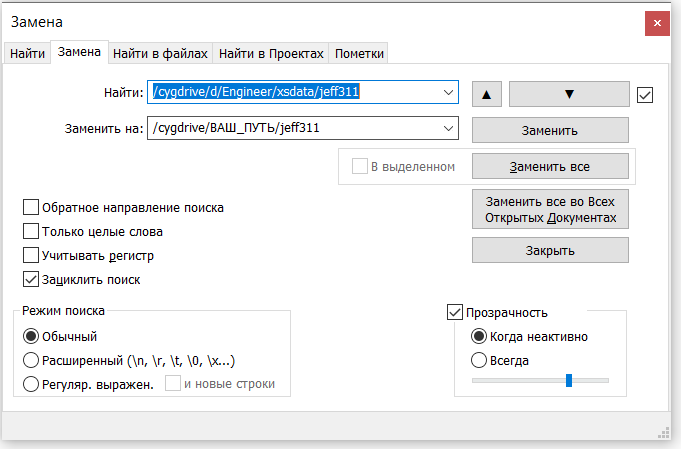 Замена
Найти Замена Найти в файлах Найти в Проектах Пометки
Найти: /cygdrive/d/Engineer/xsdata/jeff311 ▲ ▼
Заменить на: /cygdrive/ВАШ_ПУТЬ/jeff311 Заменить
В выделенном Заменить все
Заменить все во Всех
Открытых Документах
Обратное направление поиска
Только целые слова
Учитывать регистр
Закрыть
Зациклить поиск
Режим поиска
Обычный
Расширенный (\n, \r, \t, \0, \x...)
Регуляр. выражен. и новые строки
Прозрачность
Когда неактивно
Всегда